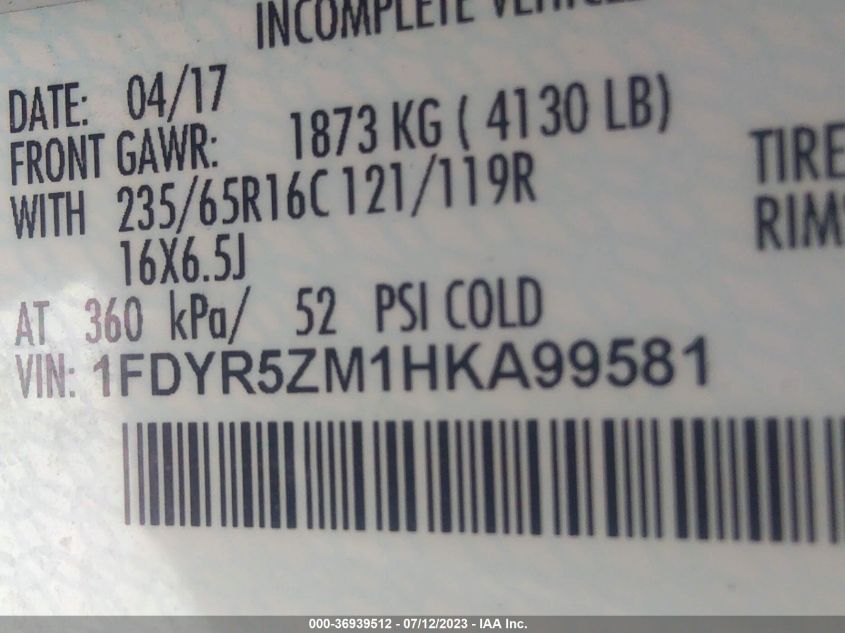 INCOMPLETE
DATE: 04/17
FRONT GAWR: 1873 KG ( 4130 LB)
WITH 235/65R16C 121/119R TIRE
16X6.5J RIM
AT 360 kPa/ 52 PSI COLD
VIN: 1FDYR5ZM1HKA99581
000-36939512 - 07/12/2023 - IAA Inc.